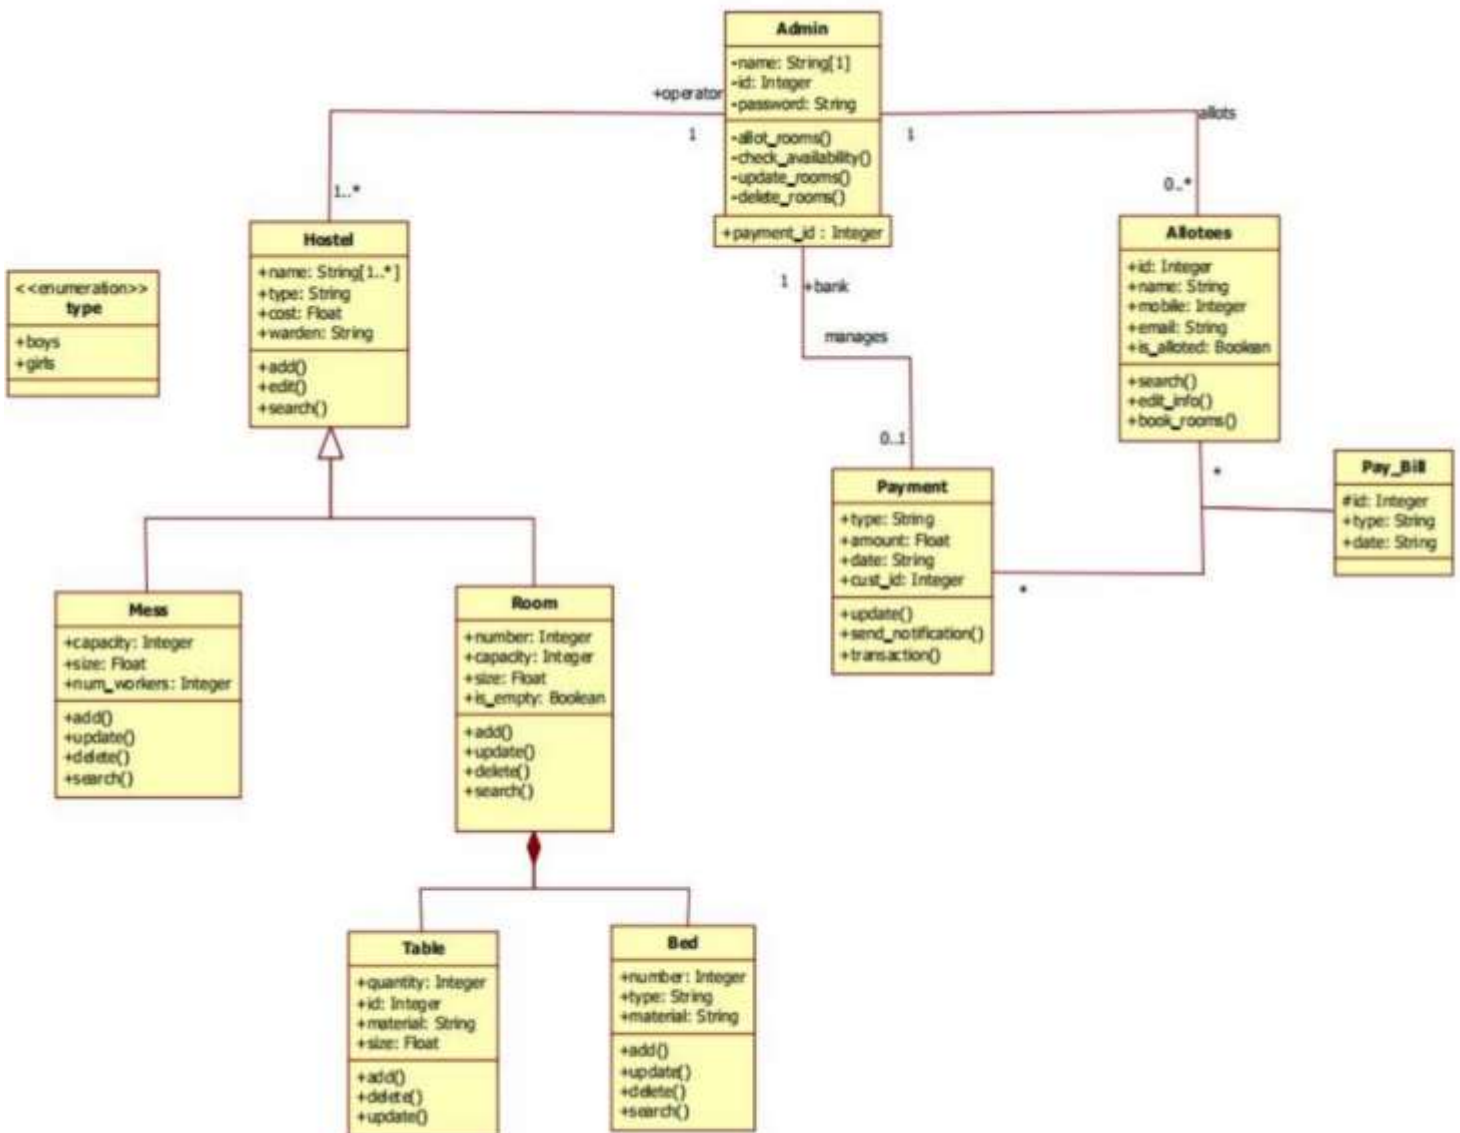 Admin
-name: String[1]
-id: Integer
-password: String
-allot_rooms()
-check_availability()
-update_rooms()
-delete_rooms()
+payment_id : Integer
+operator
1
1..*
1
allots
0..*
1
+bank
manages
0..1
Hostel
+name: String[1..*]
+type: String
+cost: Float
+warden: String
+add()
+edit()
+search()
<<enumeration>>
type
+boys
+girls
Allotees
+id: Integer
+name: String
+mobile: Integer
+email: String
+is_alloted: Boolean
+search()
+edit_info()
+book_rooms()
*
*
Pay_Bill
#id: Integer
+type: String
+date: String
Payment
+type: String
+amount: Float
+date: String
+cust_id: Integer
+update()
+send_notification()
+transaction()
Mess
+capacity: Integer
+size: Float
+num_workers: Integer
+add()
+update()
+delete()
+search()
Room
+number: Integer
+capacity: Integer
+size: Float
+is_empty: Boolean
+add()
+update()
+delete()
+search()
Table
+quantity: Integer
+id: Integer
+material: String
+size: Float
+add()
+delete()
+update()
Bed
+number: Integer
+type: String
+material: String
+add()
+update()
+delete()
+search()